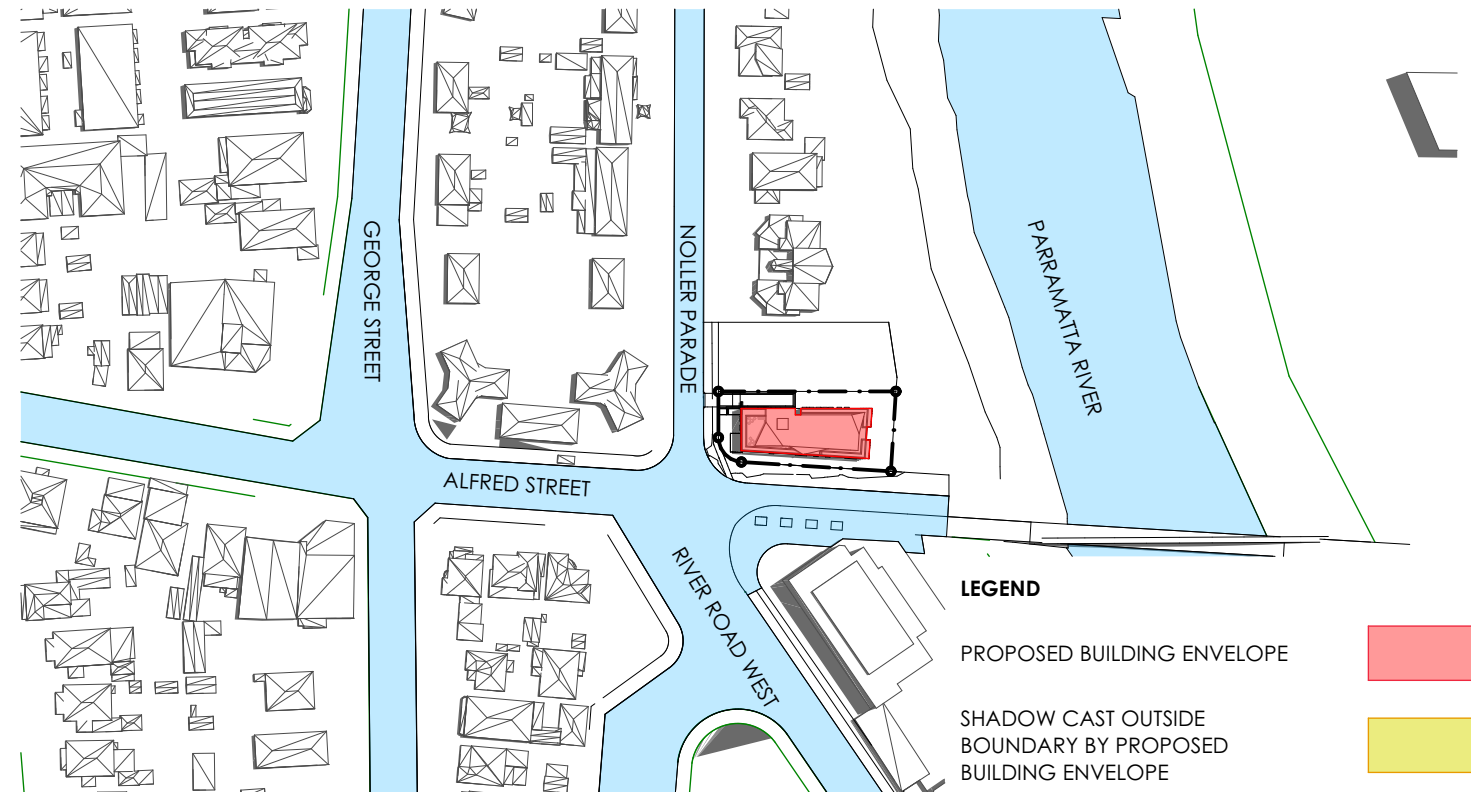 GEORGE STREET
NOLLER PARADE
PARRAMATTA RIVER
ALFRED STREET
RIVER ROAD WEST
LEGEND
PROPOSED BUILDING ENVELOPE
SHADOW CAST OUTSIDE
BOUNDARY BY PROPOSED
BUILDING ENVELOPE